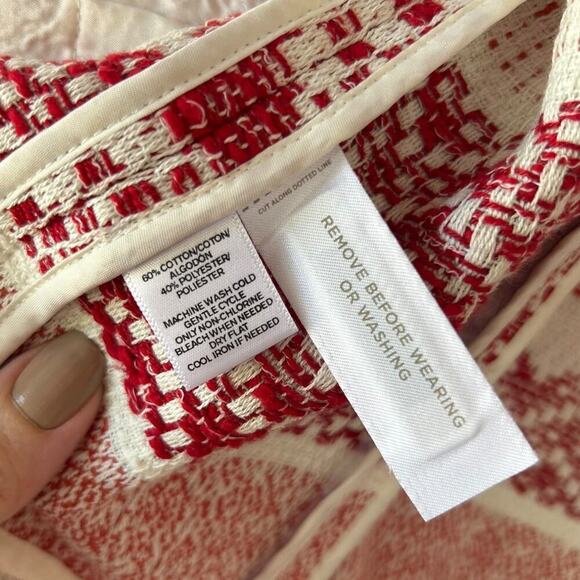 60% COTTON/COTON/
ALGODÓN
40% POLYESTER/
POLIESTER
MACHINE WASH COLD
GENTLE CYCLE
ONLY NON-CHLORINE
BLEACH WHEN NEEDED
DRY FLAT
COOL IRON IF NEEDED
CUT ALONG DOTTED LINE
REMOVE BEFORE WEARING
OR WASHING